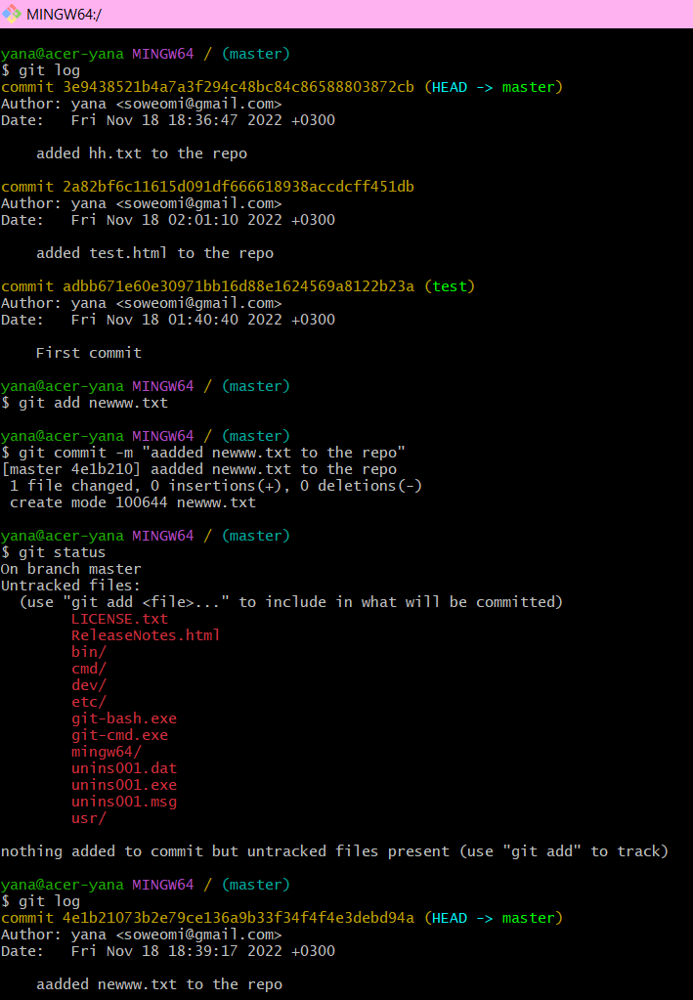 MINGW64:/
yana@acer-yana MINGW64 / (master)
$ git log
commit 3e9438521b4a7a3f294c48bc84c86588803872cb (HEAD -> master)
Author: yana <soweomi@gmail.com>
Date:   Fri Nov 18 18:36:47 2022 +0300
    added hh.txt to the repo
commit 2a82bf6c11615d091df666618938accdcff451db
Author: yana <soweomi@gmail.com>
Date:   Fri Nov 18 02:01:10 2022 +0300
    added test.html to the repo
commit adbb671e60e30971bb16d88e1624569a8122b23a (test)
Author: yana <soweomi@gmail.com>
Date:   Fri Nov 18 01:40:40 2022 +0300
    First commit
yana@acer-yana MINGW64 / (master)
$ git add newww.txt
yana@acer-yana MINGW64 / (master)
$ git commit -m "aadded newww.txt to the repo"
[master 4e1b210] aadded newww.txt to the repo
 1 file changed, 0 insertions(+), 0 deletions(-)
 create mode 100644 newww.txt
yana@acer-yana MINGW64 / (master)
$ git status
On branch master
Untracked files:
  (use "git add <file>..." to include in what will be committed)
        LICENSE.txt
        ReleaseNotes.html
        bin/
        cmd/
        dev/
        etc/
        git-bash.exe
        git-cmd.exe
        mingw64/
        unins001.dat
        unins001.exe
        unins001.msg
        usr/
nothing added to commit but untracked files present (use "git add" to track)
yana@acer-yana MINGW64 / (master)
$ git log
commit 4e1b21073b2e79ce136a9b33f34f4f4e3debd94a (HEAD -> master)
Author: yana <soweomi@gmail.com>
Date:   Fri Nov 18 18:39:17 2022 +0300
    aadded newww.txt to the repo